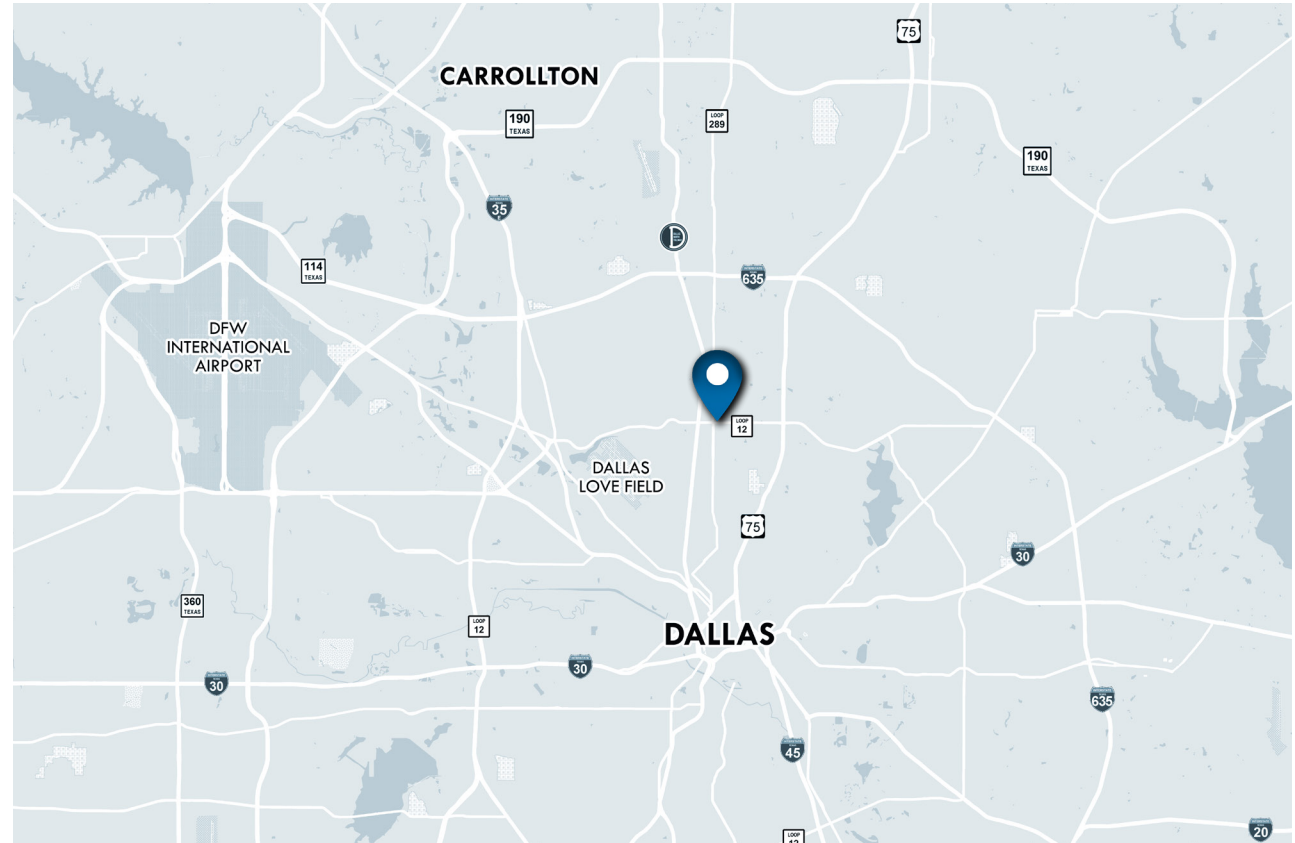 75
CARROLLTON
190
TEXAS
LOOP
289
190
TEXAS
35
E
D
114
TEXAS
635
DFW
INTERNATIONAL
AIRPORT
LOOP
12
DALLAS
LOVE FIELD
75
30
360
TEXAS
LOOP
12
DALLAS
30
30
635
45
LOOP
20